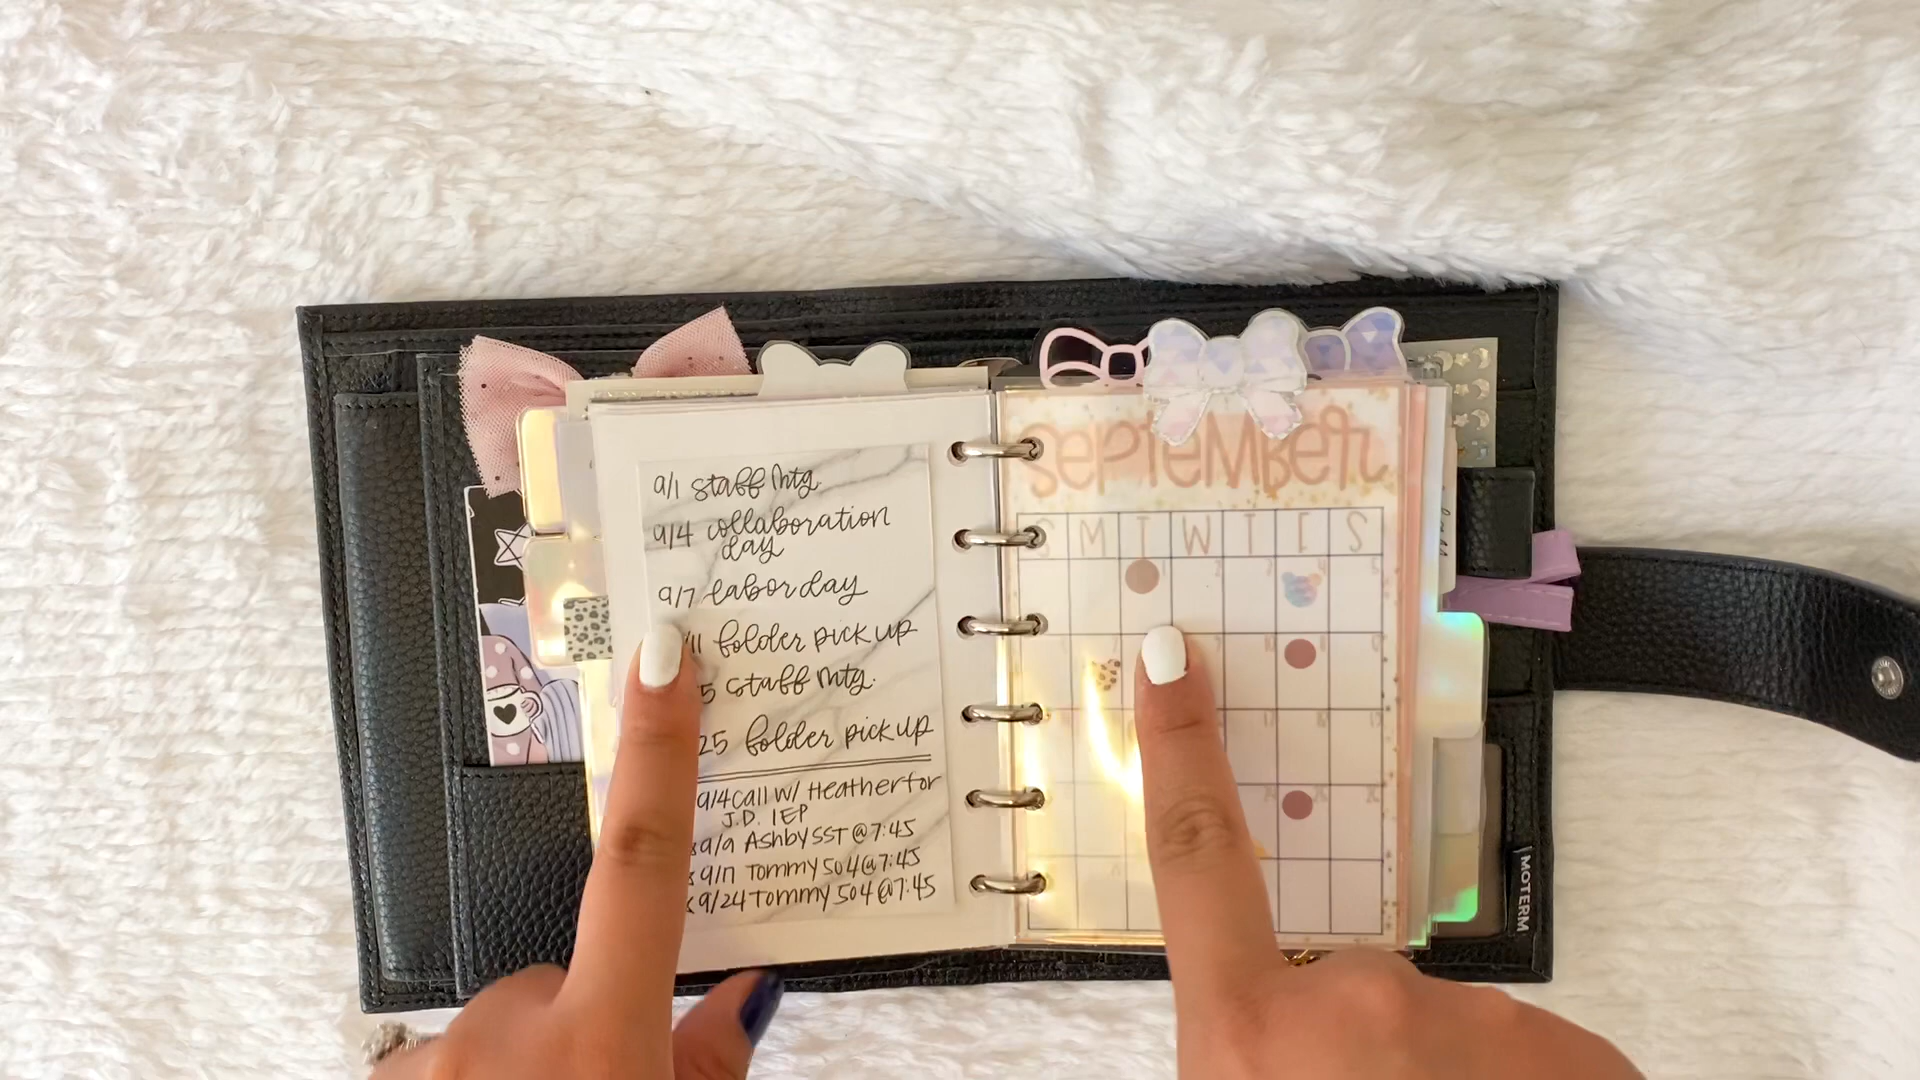 9/1 staff mtg.
9/4 collaboration
day
9/7 labor day
/11 folder pick up
5 staff mtg.
25 folder pick up
9/4 call w/ Heather for
J.D. IEP
9/9 Ashby SST @ 7:45
9/17 Tommy 504 @ 7:45
9/24 Tommy 504 @ 7:45
September
S M T W T F S
MOTERM